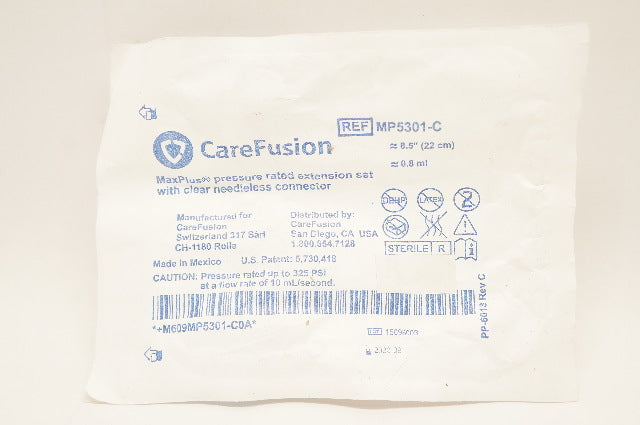 REF MP5301-C
CareFusion
≈ 8.5" (22 cm)
≈ 0.8 ml
MaxPlus pressure rated extension set
with clear needleless connector
DEHP LATEX 2
Manufactured for
CareFusion
Switzerland 317 Sàrl
CH-1180 Rolle
Distributed by:
CareFusion
San Diego, CA USA
1.800.854.7128
STERILE R
Made in Mexico U.S. Patent: 5,730,418
CAUTION: Pressure rated up to 325 PSI
at a flow rate of 10 mL/second.
*+M609MP5301-C0A*
LOT
PP-6013 Rev C